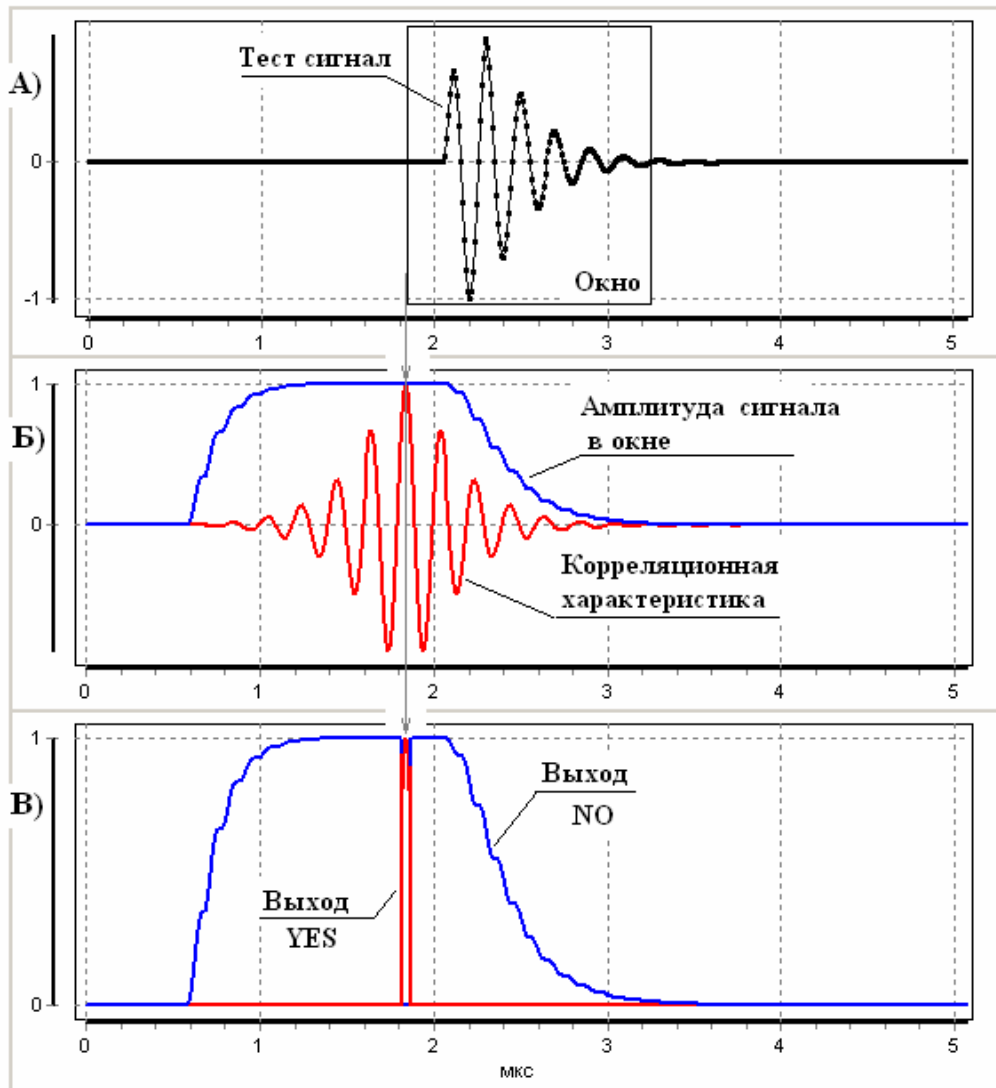 А)
Тест сигнал
Окно
0
-1
0 1 2 3 4 5
Б)
1
0
Амплитуда сигнала
в окне
Корреляционная
характеристика
0 1 2 3 4 5
В)
1
0
Выход
NO
Выход
YES
0 1 2 3 4 5
мкс